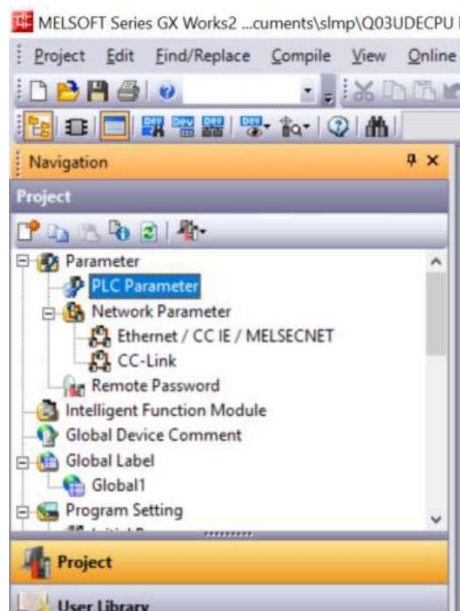 MELSOFT Series GX Works2 ...cuments\slmp\Q03UDECPU
Project Edit Find/Replace Compile View Online
Navigation
Project
Parameter
PLC Parameter
Network Parameter
Ethernet / CC IE / MELSECNET
CC-Link
Remote Password
Intelligent Function Module
Global Device Comment
Global Label
Global1
Program Setting
Project
User Library